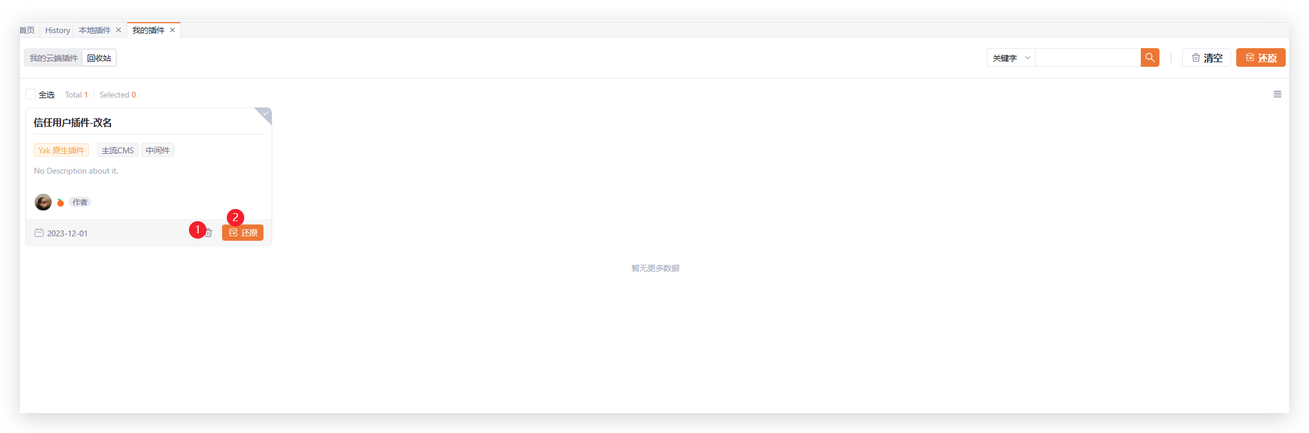 首页 History 本地插件 × 我的插件 ×
我的云端插件 回收站 关键字 清空 还原
全选 Total 1 Selected 0
信任用户插件-改名
Yak 原生插件 主流CMS 中间件
No Description about it.
作者
2023-12-01 1 2 还原
暂无更多数据